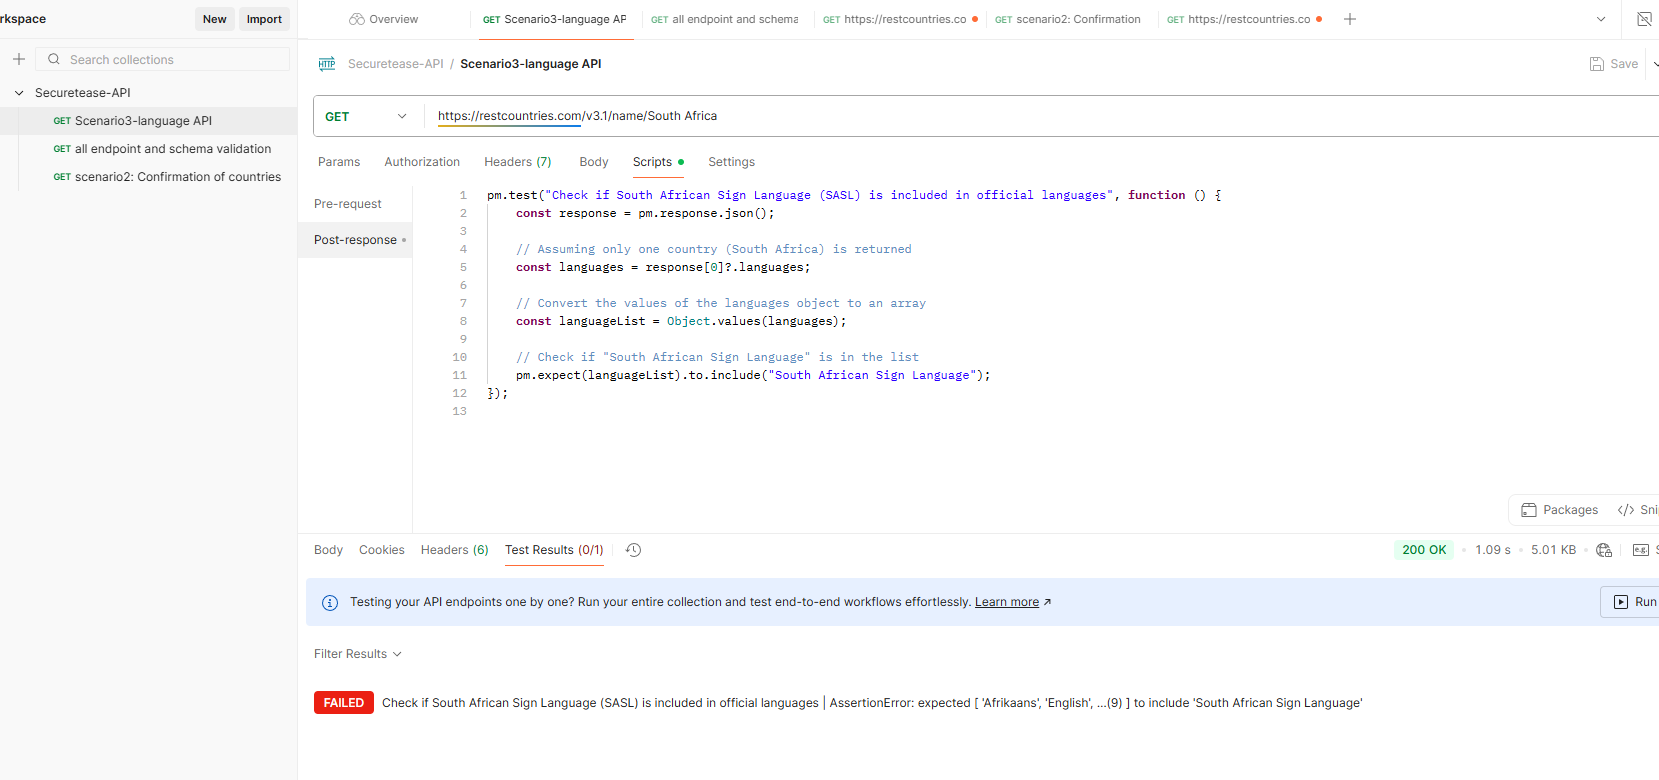 rkspace
New
Import
Overview
GET Scenario3-language AP
GET all endpoint and schema
GET https://restcountries.co
GET scenario2: Confirmation
GET https://restcountries.co
Search collections
HTTP Securetease-API / Scenario3-language API
Save
Securetease-API
GET Scenario3-language API
GET all endpoint and schema validation
GET scenario2: Confirmation of countries
GET https://restcountries.com/v3.1/name/South Africa
Params Authorization Headers (7) Body Scripts Settings
Pre-request
Post-response
1 pm.test("Check if South African Sign Language (SASL) is included in official languages", function () {
2 const response = pm.response.json();
3
4 // Assuming only one country (South Africa) is returned
5 const languages = response[0]?.languages;
6
7 // Convert the values of the languages object to an array
8 const languageList = Object.values(languages);
9
10 // Check if "South African Sign Language" is in the list
11 pm.expect(languageList).to.include("South African Sign Language");
12 });
13
Packages </> Sni
Body Cookies Headers (6) Test Results (0/1)
200 OK 1.09 s 5.01 KB e.g. S
Testing your API endpoints one by one? Run your entire collection and test end-to-end workflows effortlessly. Learn more ↗
Run
Filter Results
FAILED Check if South African Sign Language (SASL) is included in official languages | AssertionError: expected [ 'Afrikaans', 'English', …(9) ] to include 'South African Sign Language'